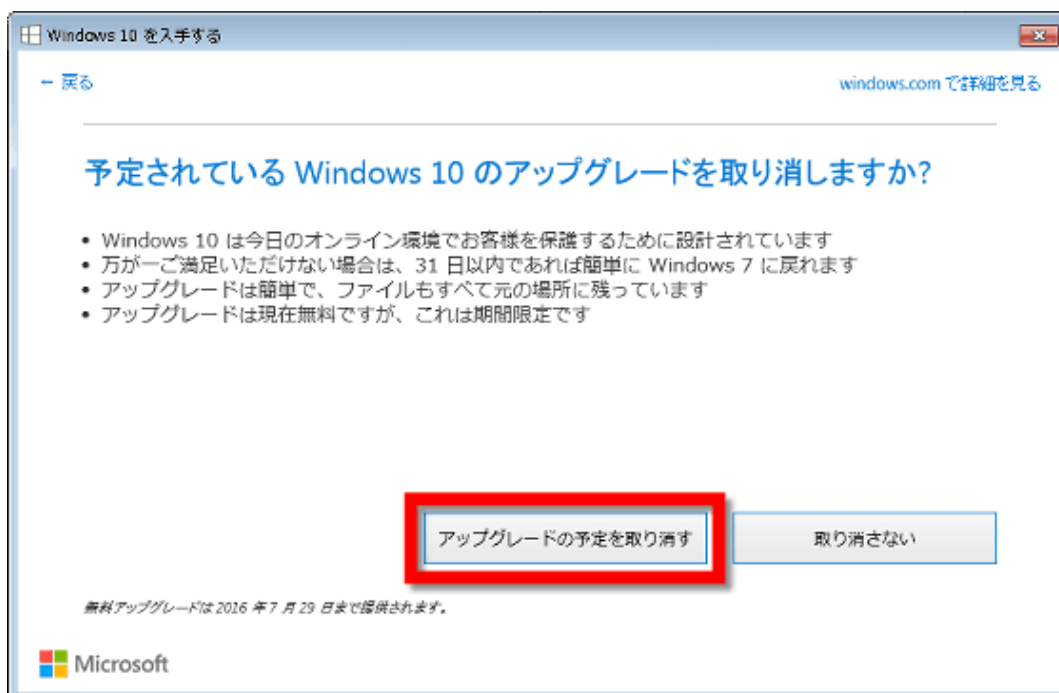 Windows 10 を入手する
← 戻る
windows.com で詳細を見る
予定されている Windows 10 のアップグレードを取り消しますか?
• Windows 10 は今日のオンライン環境でお客様を保護するために設計されています
• 万が一ご満足いただけない場合は、31 日以内であれば簡単に Windows 7 に戻れます
• アップグレードは簡単で、ファイルもすべて元の場所に残っています
• アップグレードは現在無料ですが、これは期間限定です
アップグレードの予定を取り消す
取り消さない
無料アップグレードは 2016 年 7 月 29 日まで提供されます。
Microsoft